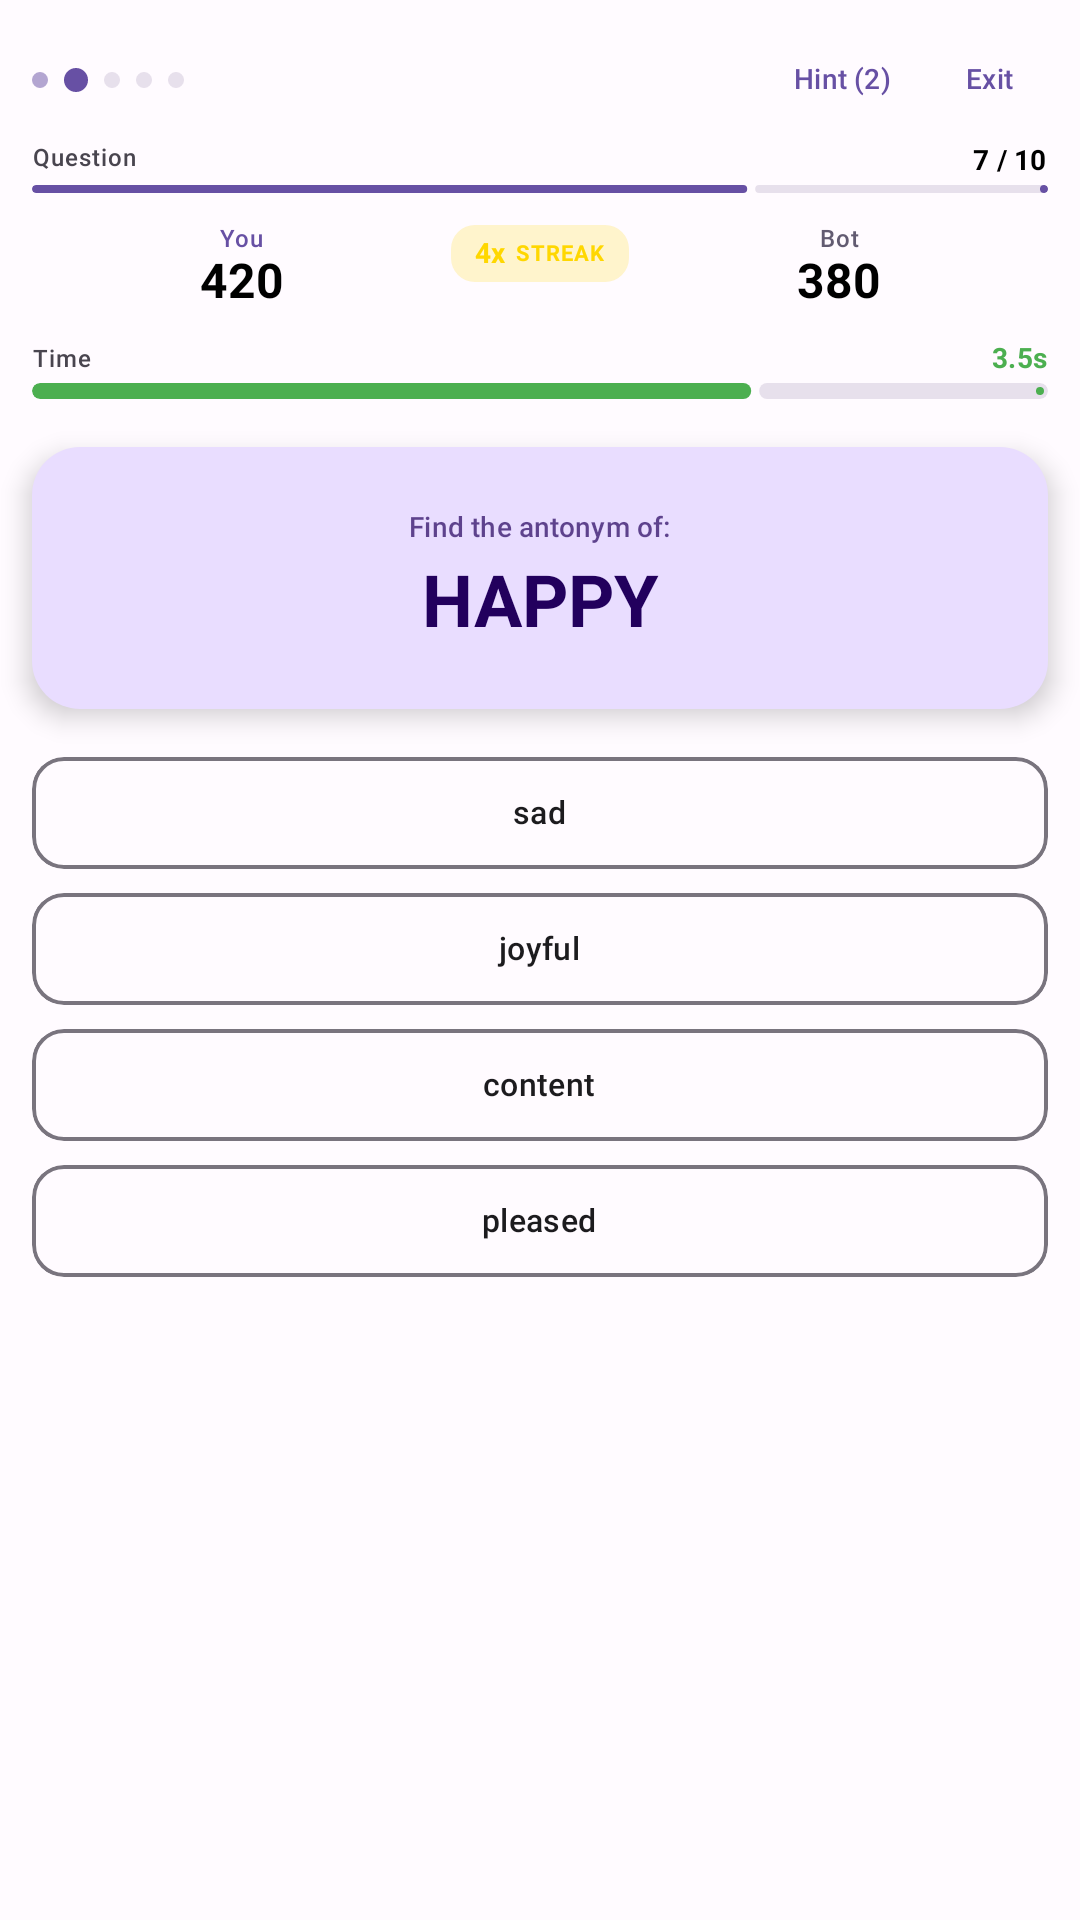 Hint (2) Exit
Question 7 / 10
You 4x STREAK Bot
420 380
Time 3.5s
Find the antonym of:
HAPPY
sad
joyful
content
pleased